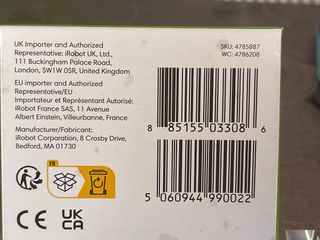 UK Importer and Authorized
Representative: iRobot UK, Ltd.,
111 Buckingham Palace Road,
London, SW1W 0SR, United Kingdom
EU importer and Authorized
Representative/EU
Importateur et Représentant Autorisé:
iRobot France SAS, 11 Avenue
Albert Einstein, Villeurbanne, France
Manufacturer/Fabricant:
iRobot Corporation, 8 Crosby Drive,
Bedford, MA 01730
FR
CE
UK
CA
SKU: 4785887
WC: 4786208
8 85155 03308 6
5 060944 990022